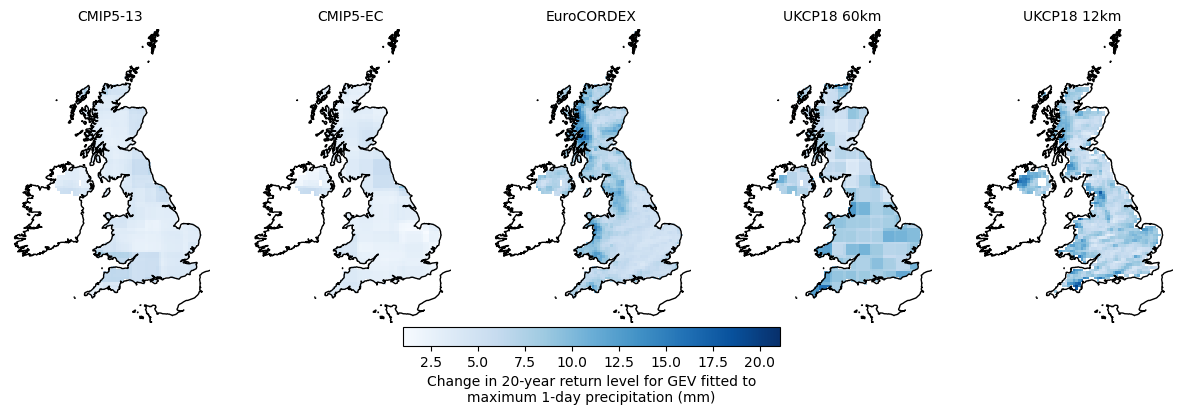 CMIP5-13 CMIP5-EC EuroCORDEX UKCP18 60km UKCP18 12km
2.5 5.0 7.5 10.0 12.5 15.0 17.5 20.0
Change in 20-year return level for GEV fitted to
maximum 1-day precipitation (mm)